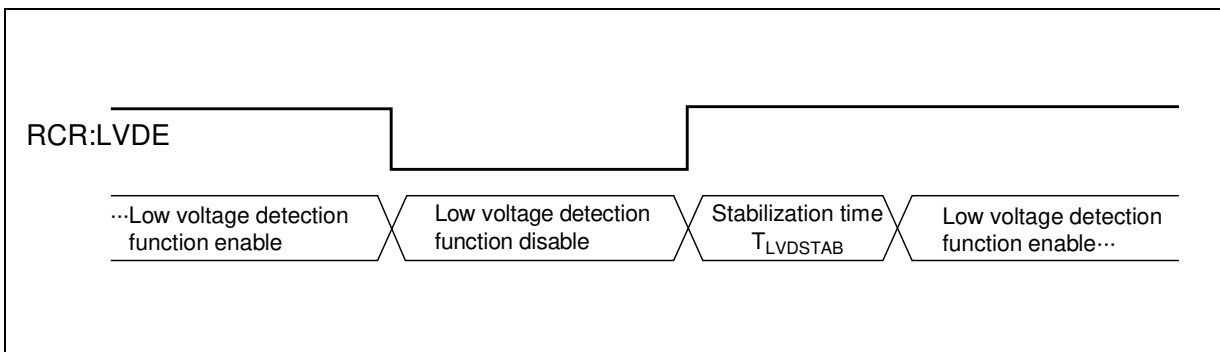 RCR:LVDE
···Low voltage detection
function enable
Low voltage detection
function disable
Stabilization time
TLVDSTAB
Low voltage detection
function enable···